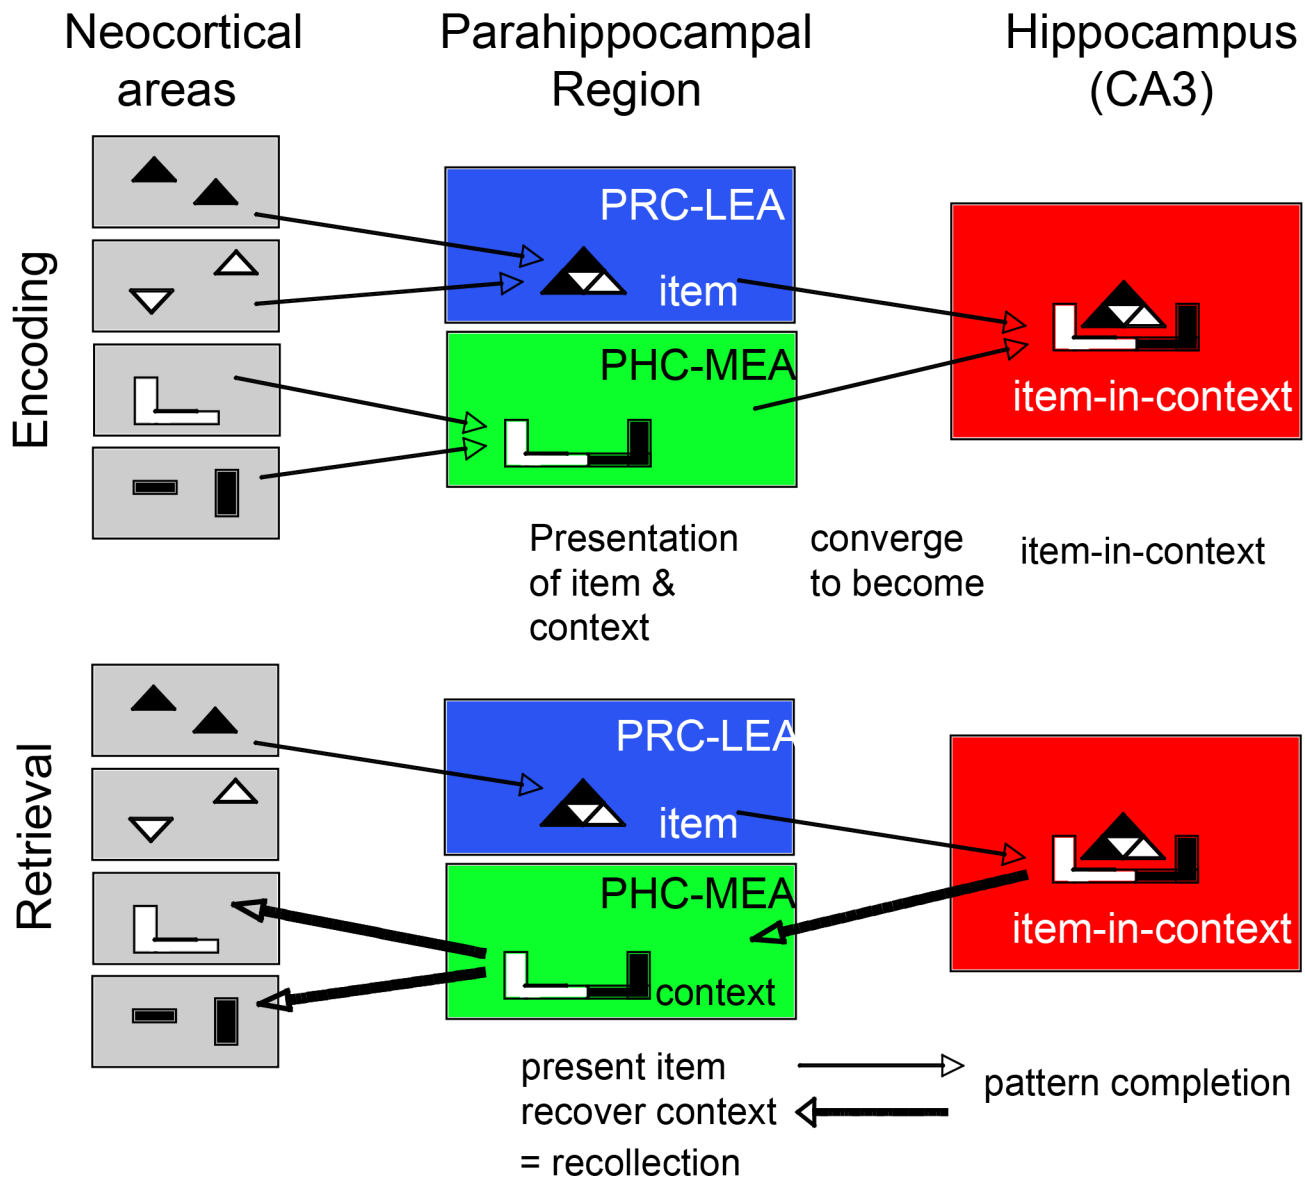 Neocortical
areas
Parahippocampal
Region
Hippocampus
(CA3)
Encoding
PRC-LEA
item
PHC-MEA
item-in-context
Presentation
of item &
context
converge
to become
item-in-context
Retrieval
PRC-LEA
item
PHC-MEA
context
item-in-context
present item
recover context
= recollection
pattern completion